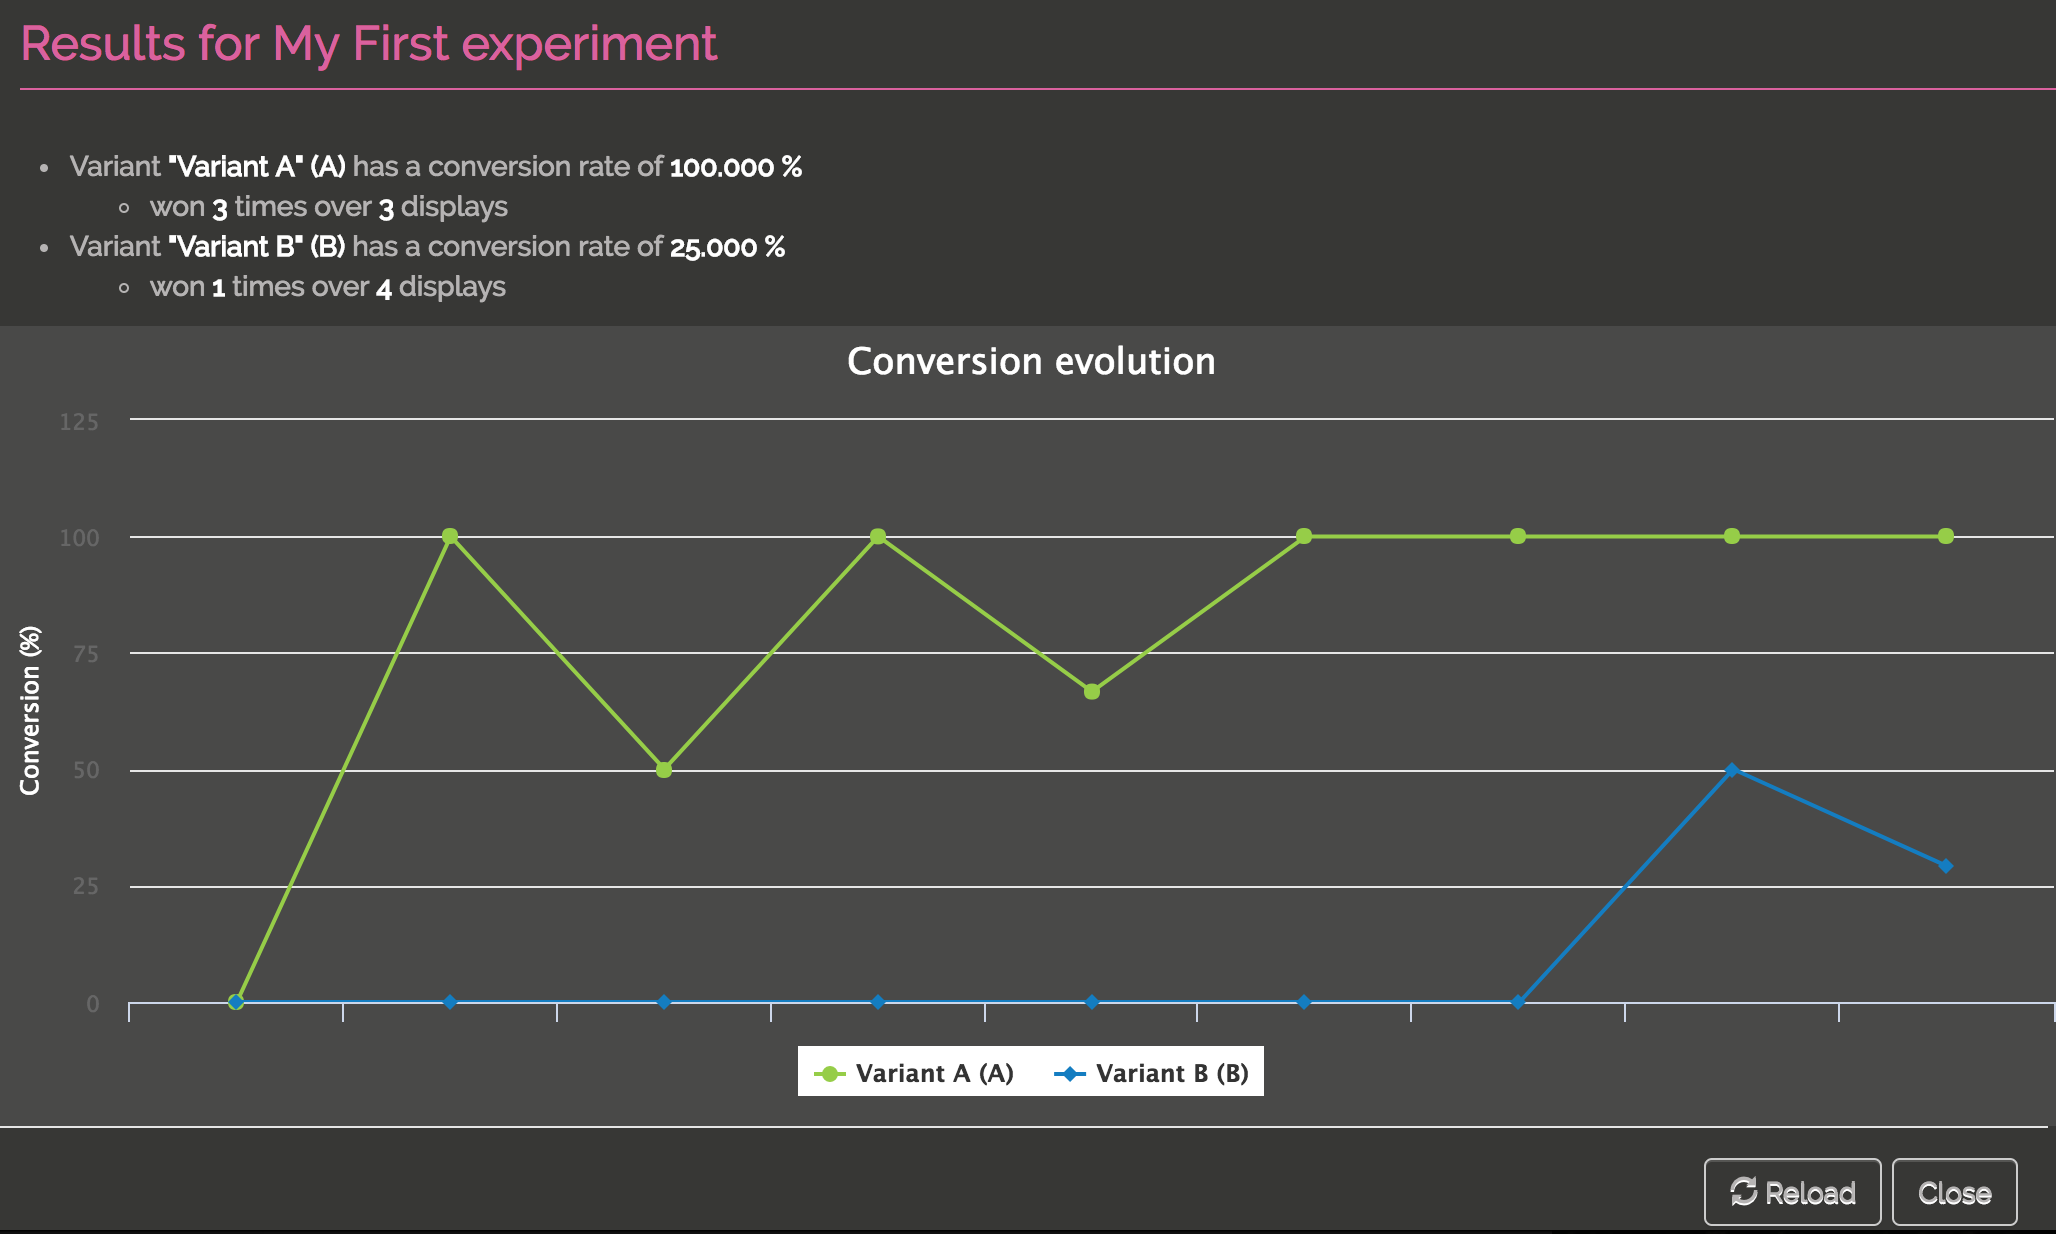 Results for My First experiment
Variant "Variant A" (A) has a conversion rate of 100.000 %
won 3 times over 3 displays
Variant "Variant B" (B) has a conversion rate of 25.000 %
won 1 times over 4 displays
Conversion evolution
125
100
75
50
25
0
Conversion (%)
Variant A (A) Variant B (B)
Reload Close